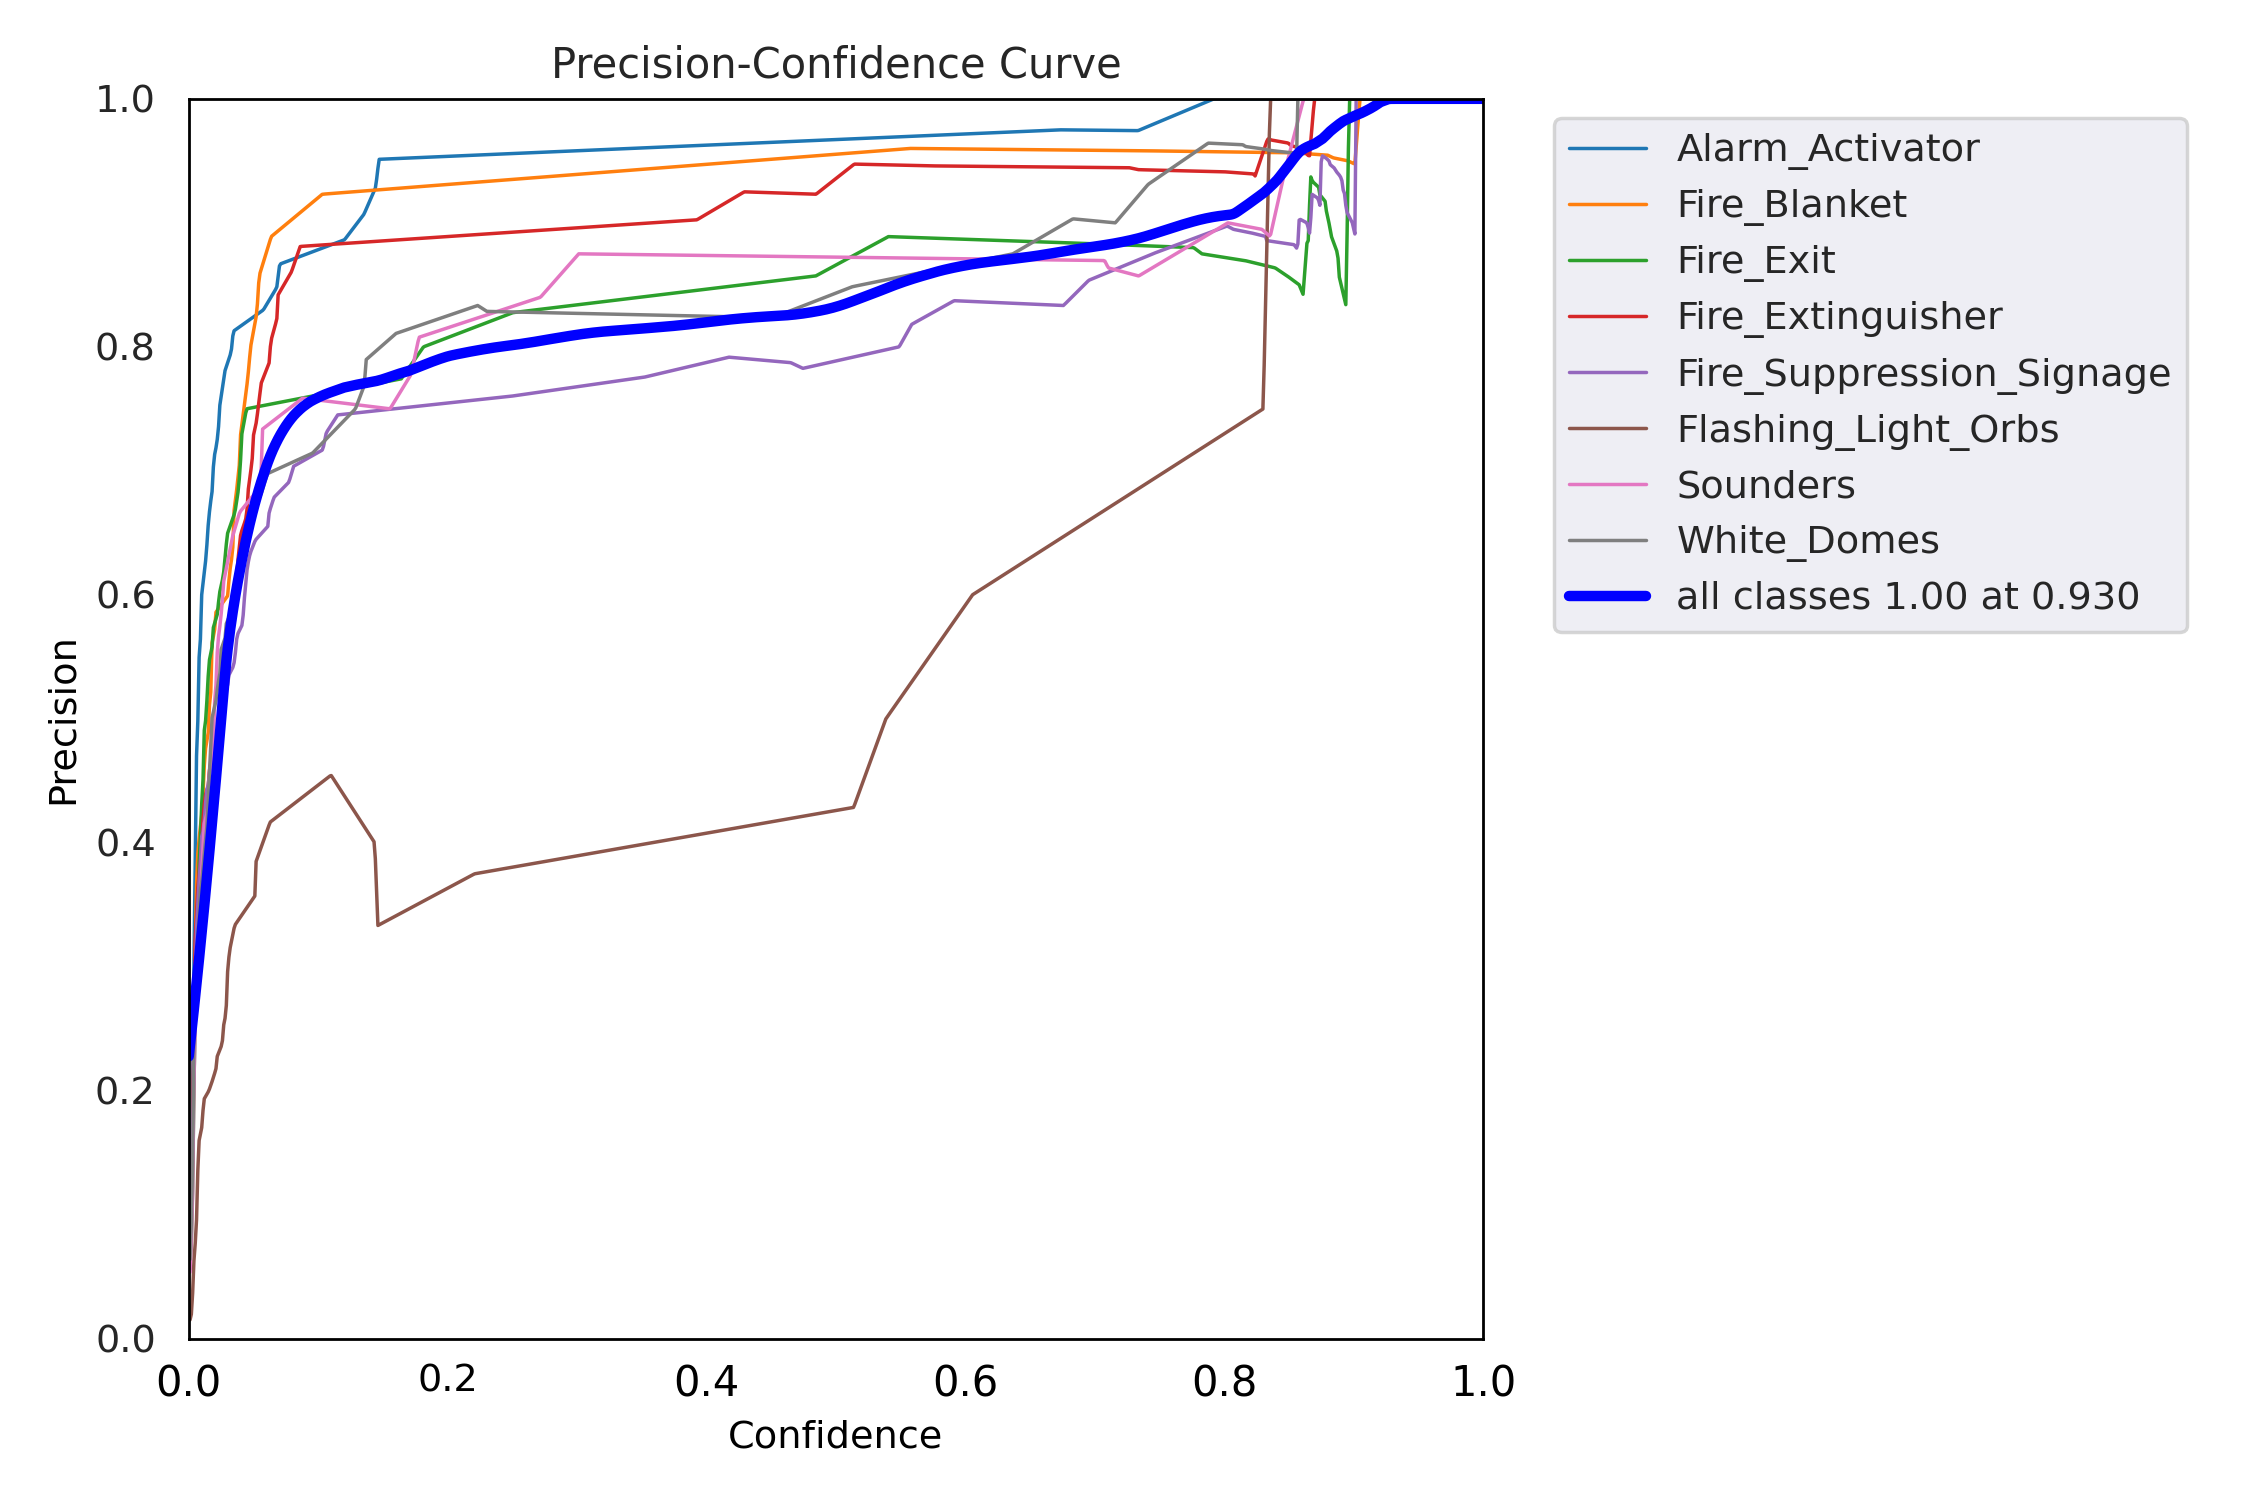 Precision-Confidence Curve
1.0
0.8
0.6
0.4
0.2
0.0
Precision
0.0 0.2 0.4 0.6 0.8 1.0
Confidence
Alarm_Activator
Fire_Blanket
Fire_Exit
Fire_Extinguisher
Fire_Suppression_Signage
Flashing_Light_Orbs
Sounders
White_Domes
all classes 1.00 at 0.930